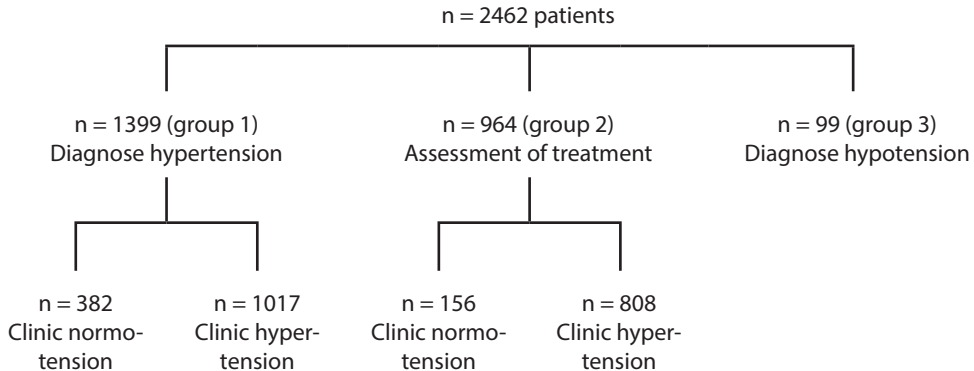 n = 2462 patients
n = 1399 (group 1)
Diagnose hypertension
n = 964 (group 2)
Assessment of treatment
n = 99 (group 3)
Diagnose hypotension
n = 382
Clinic normo-
tension
n = 1017
Clinic hyper-
tension
n = 156
Clinic normo-
tension
n = 808
Clinic hyper-
tension